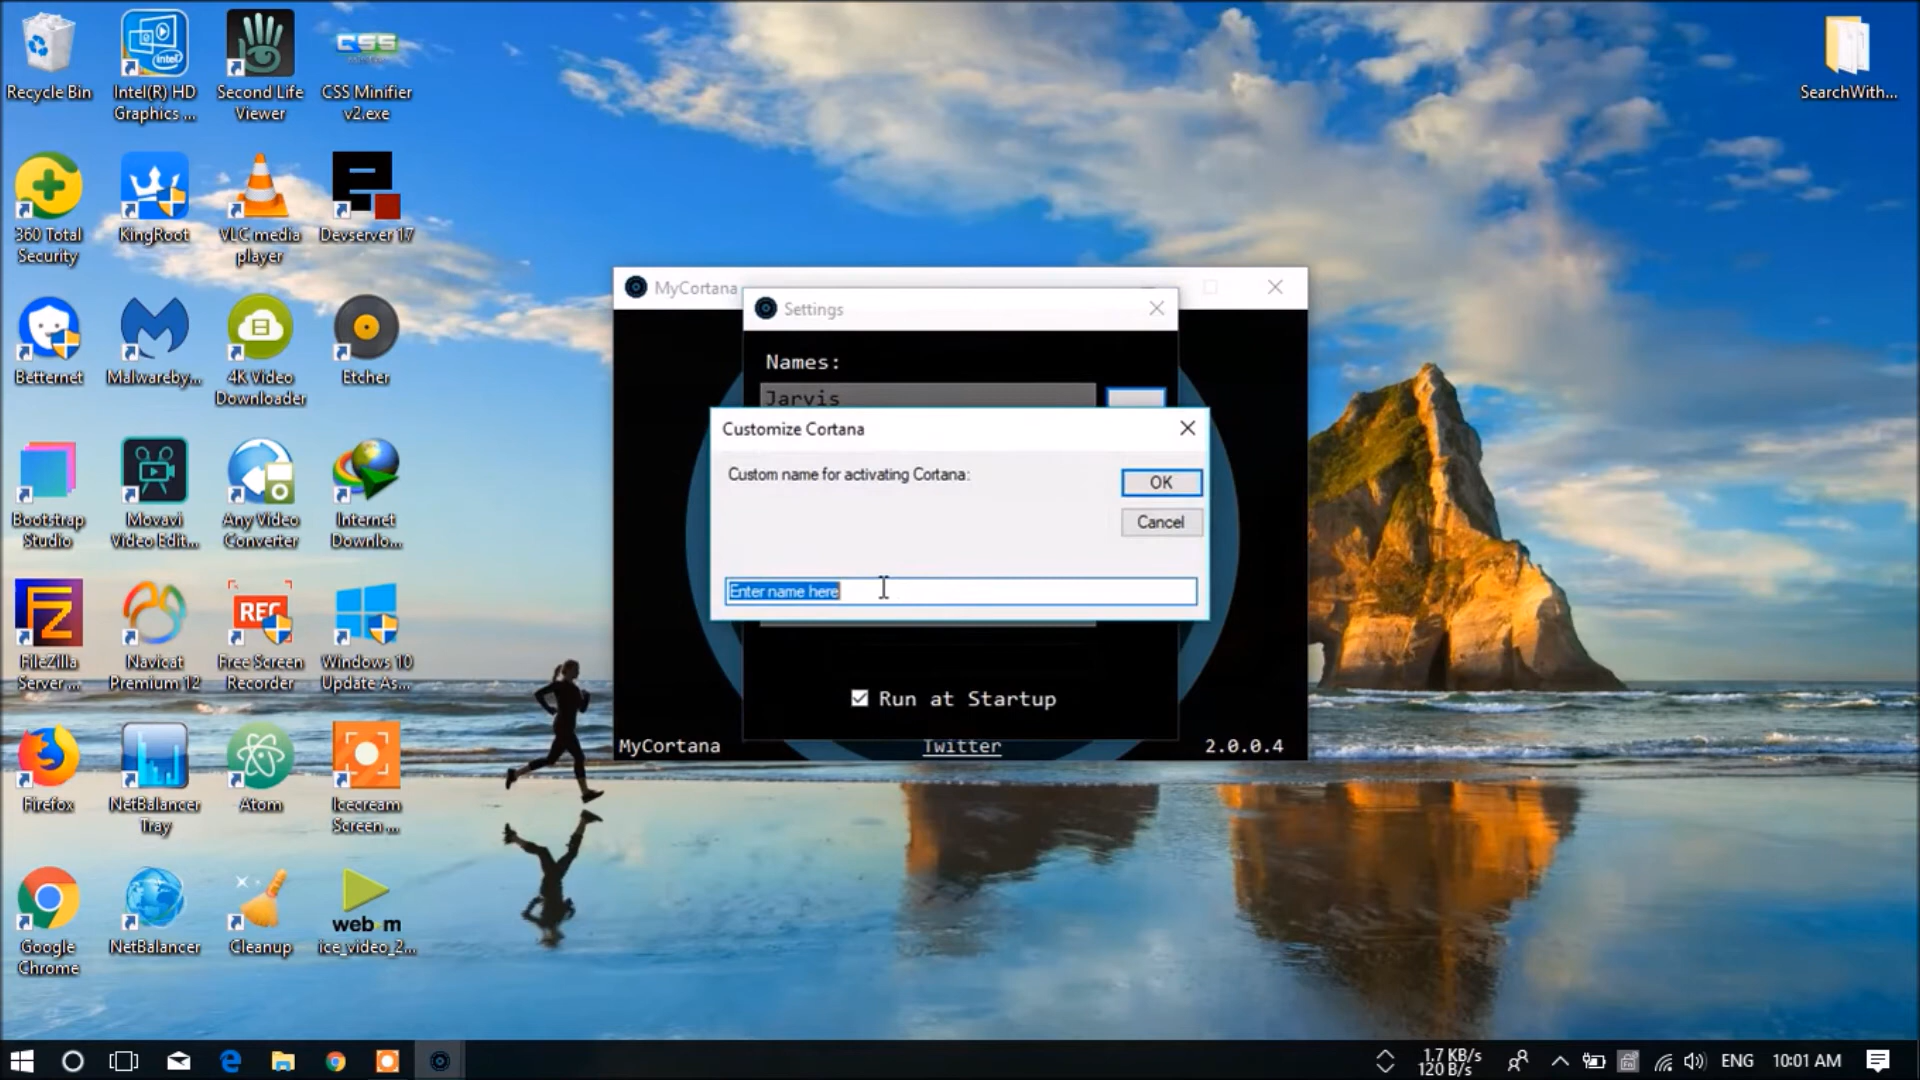 Recycle Bin
Intel(R) HD
Graphics ...
Second Life
Viewer
CSS
CSS Minifier
v2.exe
SearchWith...
360 Total
Security
KingRoot
VLC media
player
Devserver 17
Betternet
Malwareby...
4K Video
Downloader
Etcher
Bootstrap
Studio
Movavi
Video Edit...
Any Video
Converter
Internet
Downlo...
FileZilla
Server ...
Navicat
Premium 12
REC
Free Screen
Recorder
Windows 10
Update As...
Firefox
NetBalancer
Tray
Atom
Icecream
Screen ...
Google
Chrome
NetBalancer
Cleanup
web m
ice_video_2...
MyCortana
Settings
Names:
Jarvis
Customize Cortana
Custom name for activating Cortana:
OK
Cancel
Enter name here
Run at Startup
MyCortana
Twitter
2.0.0.4
1.7 KB/s
120 B/s
ENG
10:01 AM